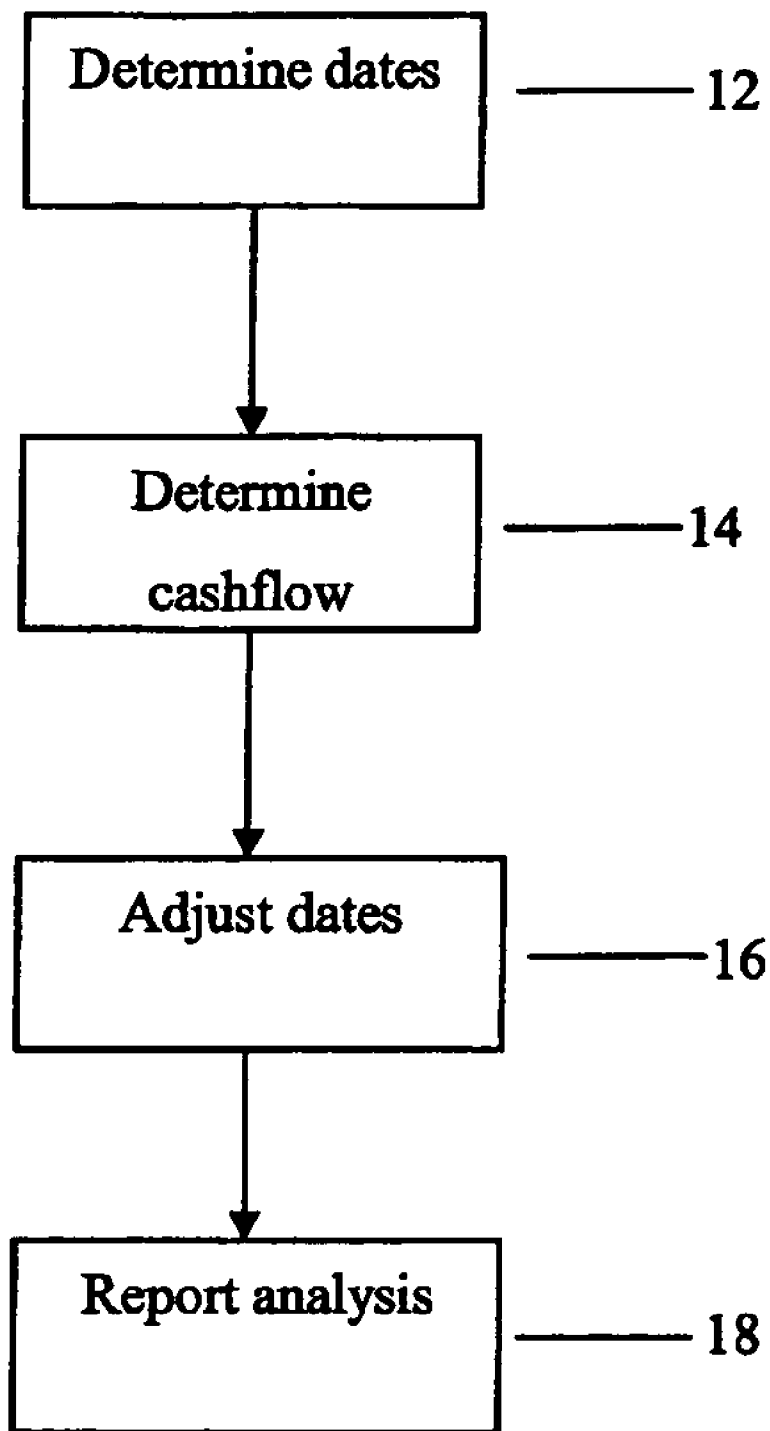 Determine dates
12
Determine
cashflow
14
Adjust dates
16
Report analysis
18